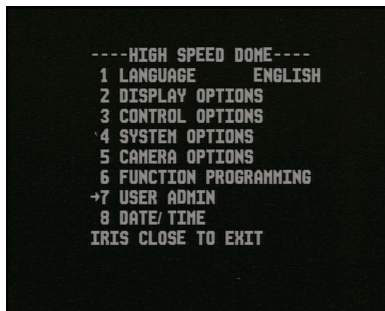 ----HIGH SPEED DOME----
1 LANGUAGE ENGLISH
2 DISPLAY OPTIONS
3 CONTROL OPTIONS
4 SYSTEM OPTIONS
5 CAMERA OPTIONS
6 FUNCTION PROGRAMMING
→7 USER ADMIN
8 DATE/ TIME
IRIS CLOSE TO EXIT